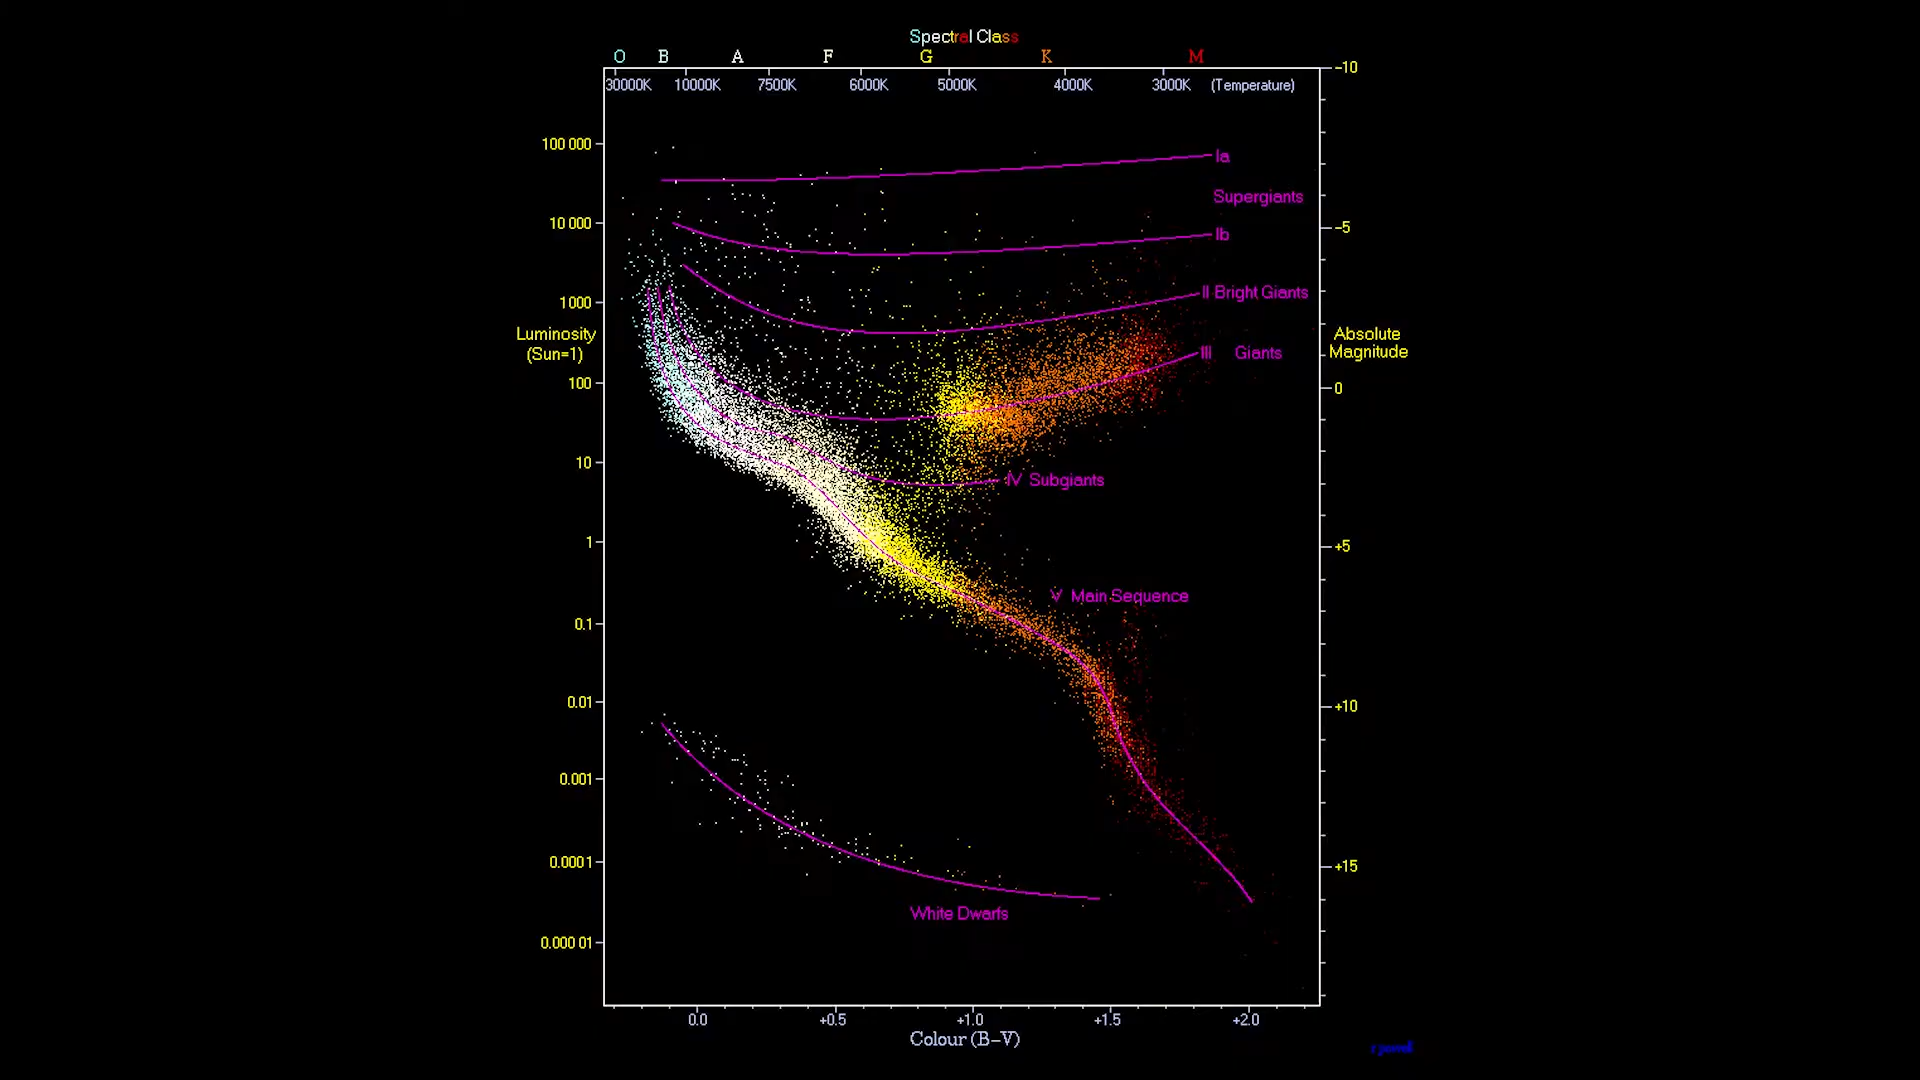 Spectral Class
O B A F G K M
30000K 10000K 7500K 6000K 5000K 4000K 3000K (Temperature)
-10
100 000
Ia
Supergiants
10 000
-5
Ib
1000
II Bright Giants
Luminosity
(Sun=1)
Absolute
Magnitude
III Giants
100
0
10
IV Subgiants
1
+5
V Main Sequence
0.1
0.01
+10
0.001
0.0001
+15
White Dwarfs
0.000 01
0.0 +0.5 +1.0 +1.5 +2.0
Colour (B-V)